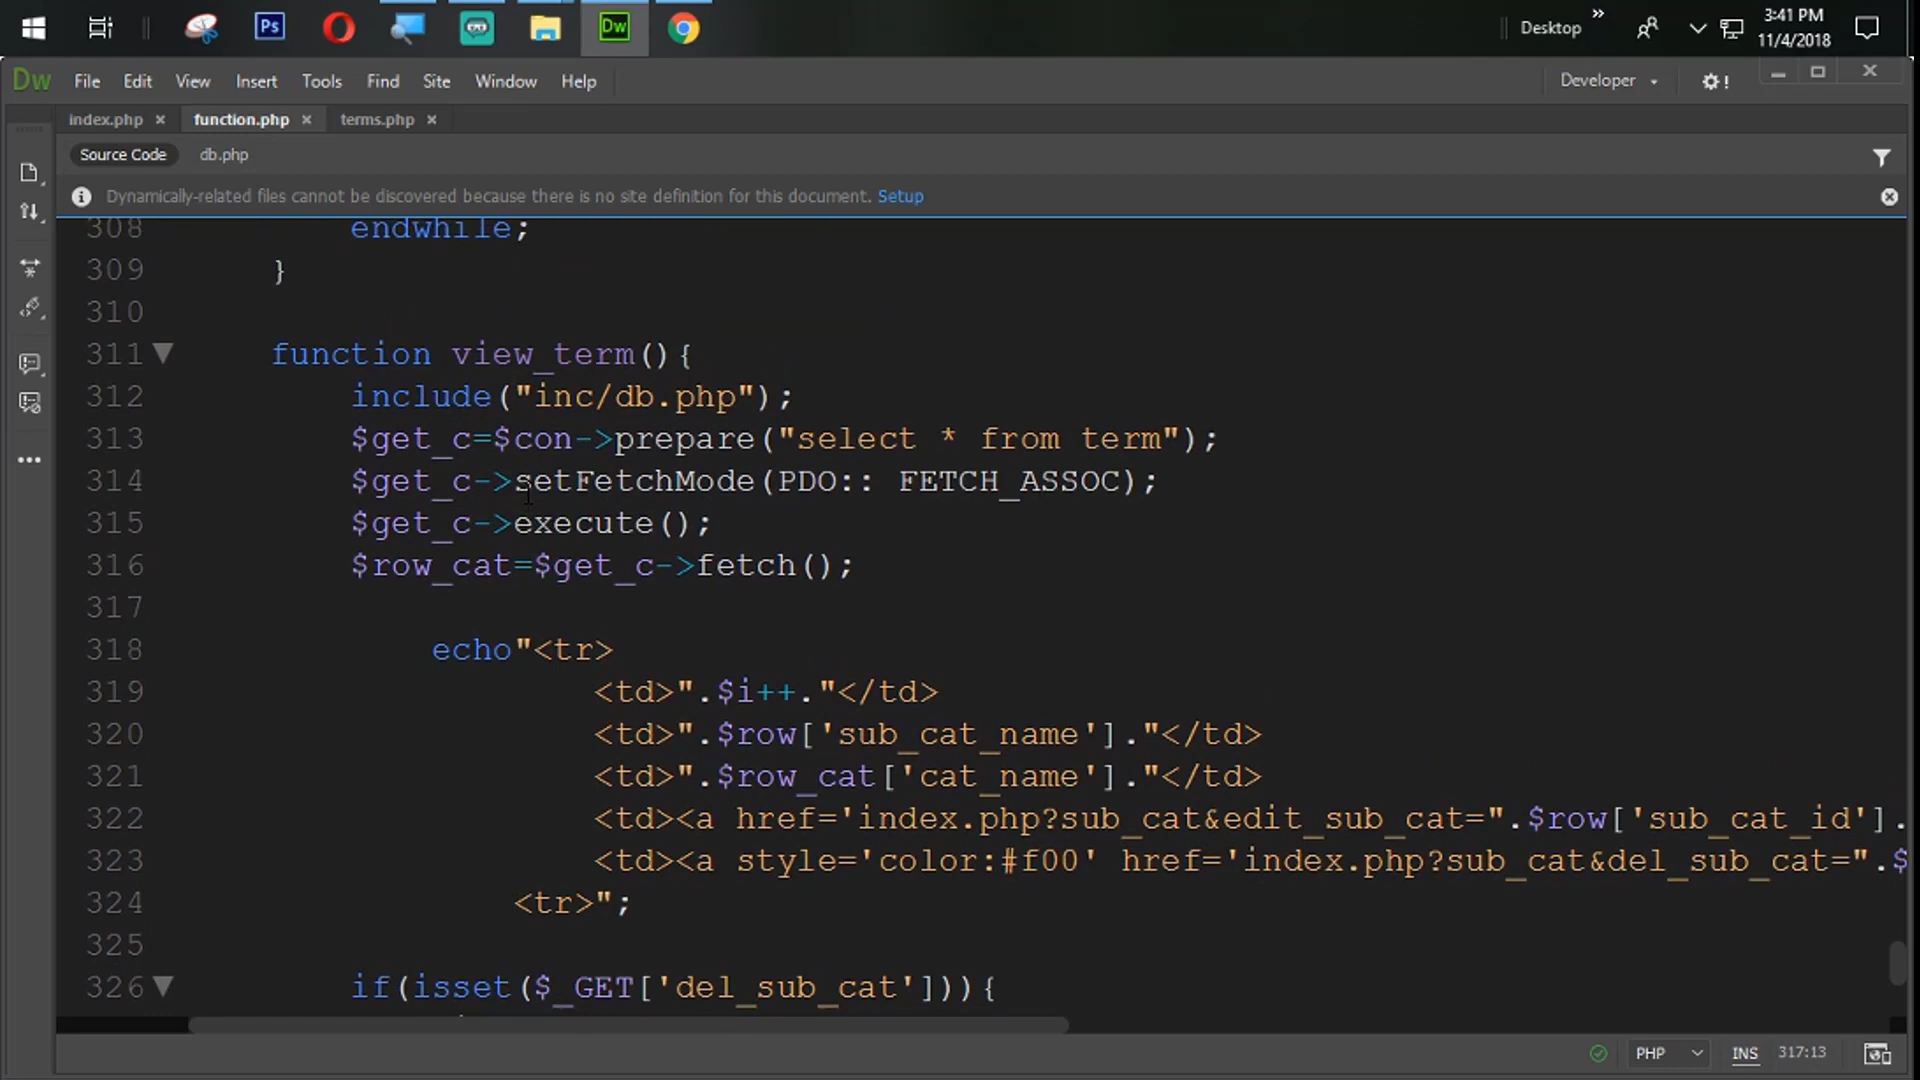 Ps
Dw
Desktop »
3:41 PM
11/4/2018
Dw File Edit View Insert Tools Find Site Window Help
Developer
!
index.php × function.php × terms.php ×
Source Code db.php
Dynamically-related files cannot be discovered because there is no site definition for this document. Setup
308 endwhile;
309 }
310
311 function view_term(){
312 include("inc/db.php");
313 $get_c=$con->prepare("select * from term");
314 $get_c->setFetchMode(PDO:: FETCH_ASSOC);
315 $get_c->execute();
316 $row_cat=$get_c->fetch();
317
318 echo"<tr>
319 <td>".$i++."</td>
320 <td>".$row['sub_cat_name']."</td>
321 <td>".$row_cat['cat_name']."</td>
322 <td><a href='index.php?sub_cat&edit_sub_cat=".$row['sub_cat_id'].
323 <td><a style='color:#f00' href='index.php?sub_cat&del_sub_cat=".$
324 <tr>";
325
326 if(isset($_GET['del_sub_cat'])){
PHP INS 317:13